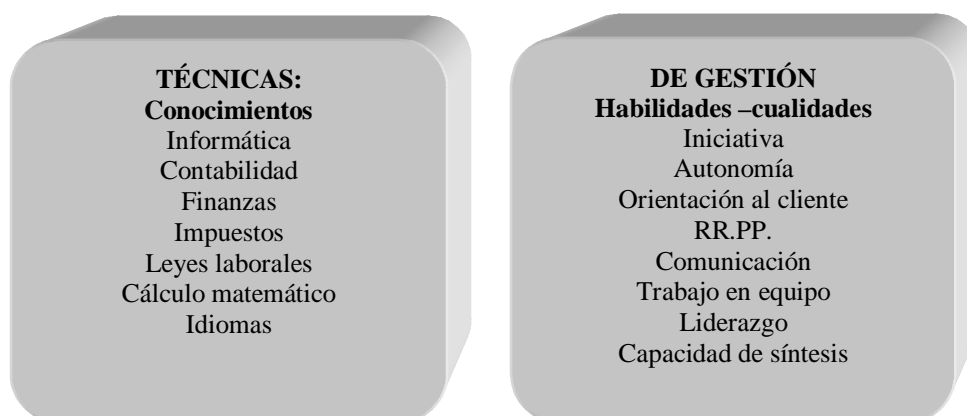 TÉCNICAS:
Conocimientos
Informática
Contabilidad
Finanzas
Impuestos
Leyes laborales
Cálculo matemático
Idiomas
DE GESTIÓN
Habilidades –cualidades
Iniciativa
Autonomía
Orientación al cliente
RR.PP.
Comunicación
Trabajo en equipo
Liderazgo
Capacidad de síntesis